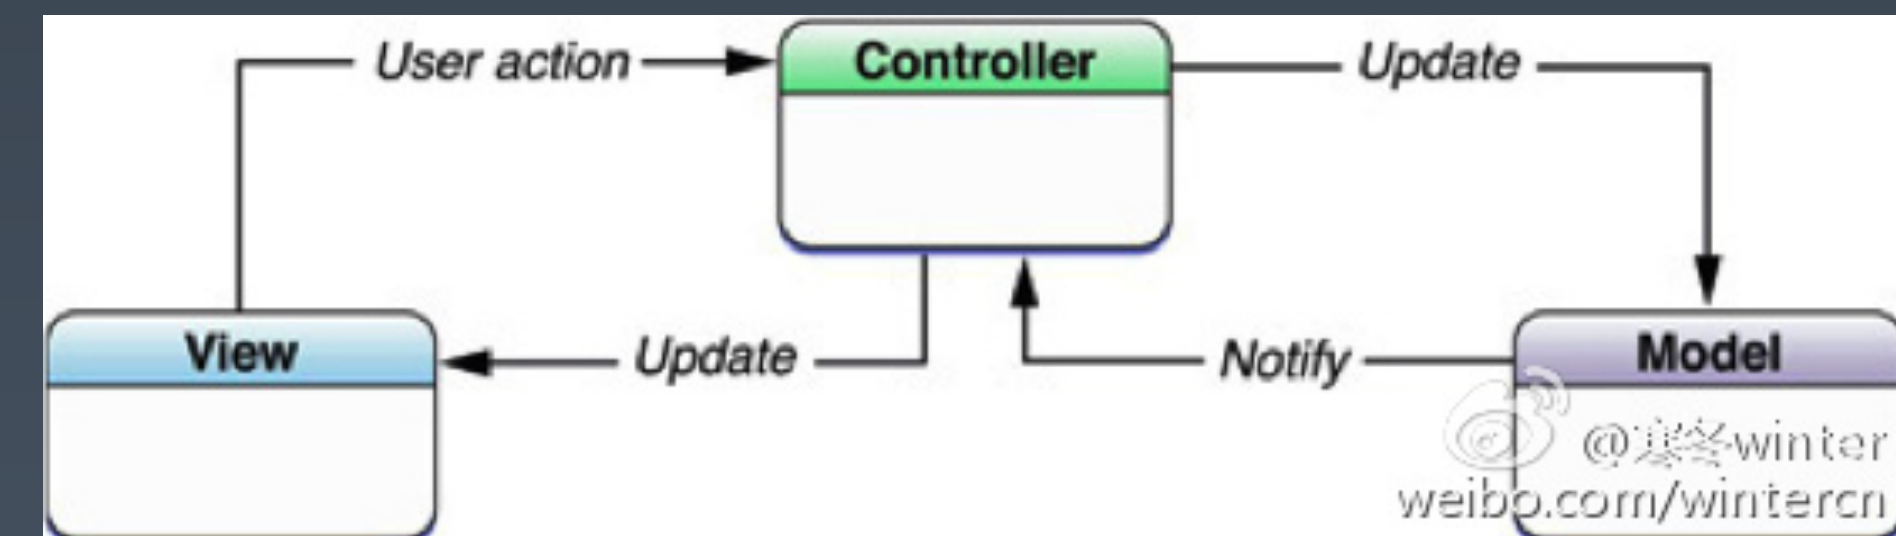 User action
Controller
Update
View
Update
Notify
Model
@寒冬winter
weibo.com/wintercn